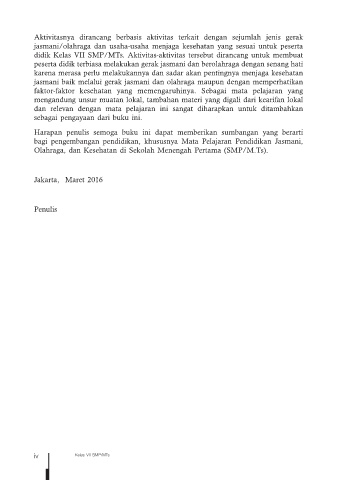 Aktivitasnya dirancang berbasis aktivitas terkait dengan sejumlah jenis gerak
jasmani/olahraga dan usaha-usaha menjaga kesehatan yang sesuai untuk peserta
didik Kelas VII SMP/MTs. Aktivitas-aktivitas tersebut dirancang untuk membuat
peserta didik terbiasa melakukan gerak jasmani dan berolahraga dengan senang hati
karena merasa perlu melakukannya dan sadar akan pentingnya menjaga kesehatan
jasmani baik melalui gerak jasmani dan olahraga maupun dengan memperhatikan
faktor-faktor kesehatan yang memengaruhinya. Sebagai mata pelajaran yang
mengandung unsur muatan lokal, tambahan materi yang digali dari kearifan lokal
dan relevan dengan mata pelajaran ini sangat diharapkan untuk ditambahkan
sebagai pengayaan dari buku ini.
Harapan penulis semoga buku ini dapat memberikan sumbangan yang berarti
bagi pengembangan pendidikan, khususnya Mata Pelajaran Pendidikan Jasmani,
Olahraga, dan Kesehatan di Sekolah Menengah Pertama (SMP/M.Ts).
Jakarta, Maret 2016
Penulis
iv Kelas VII SMP/MTs